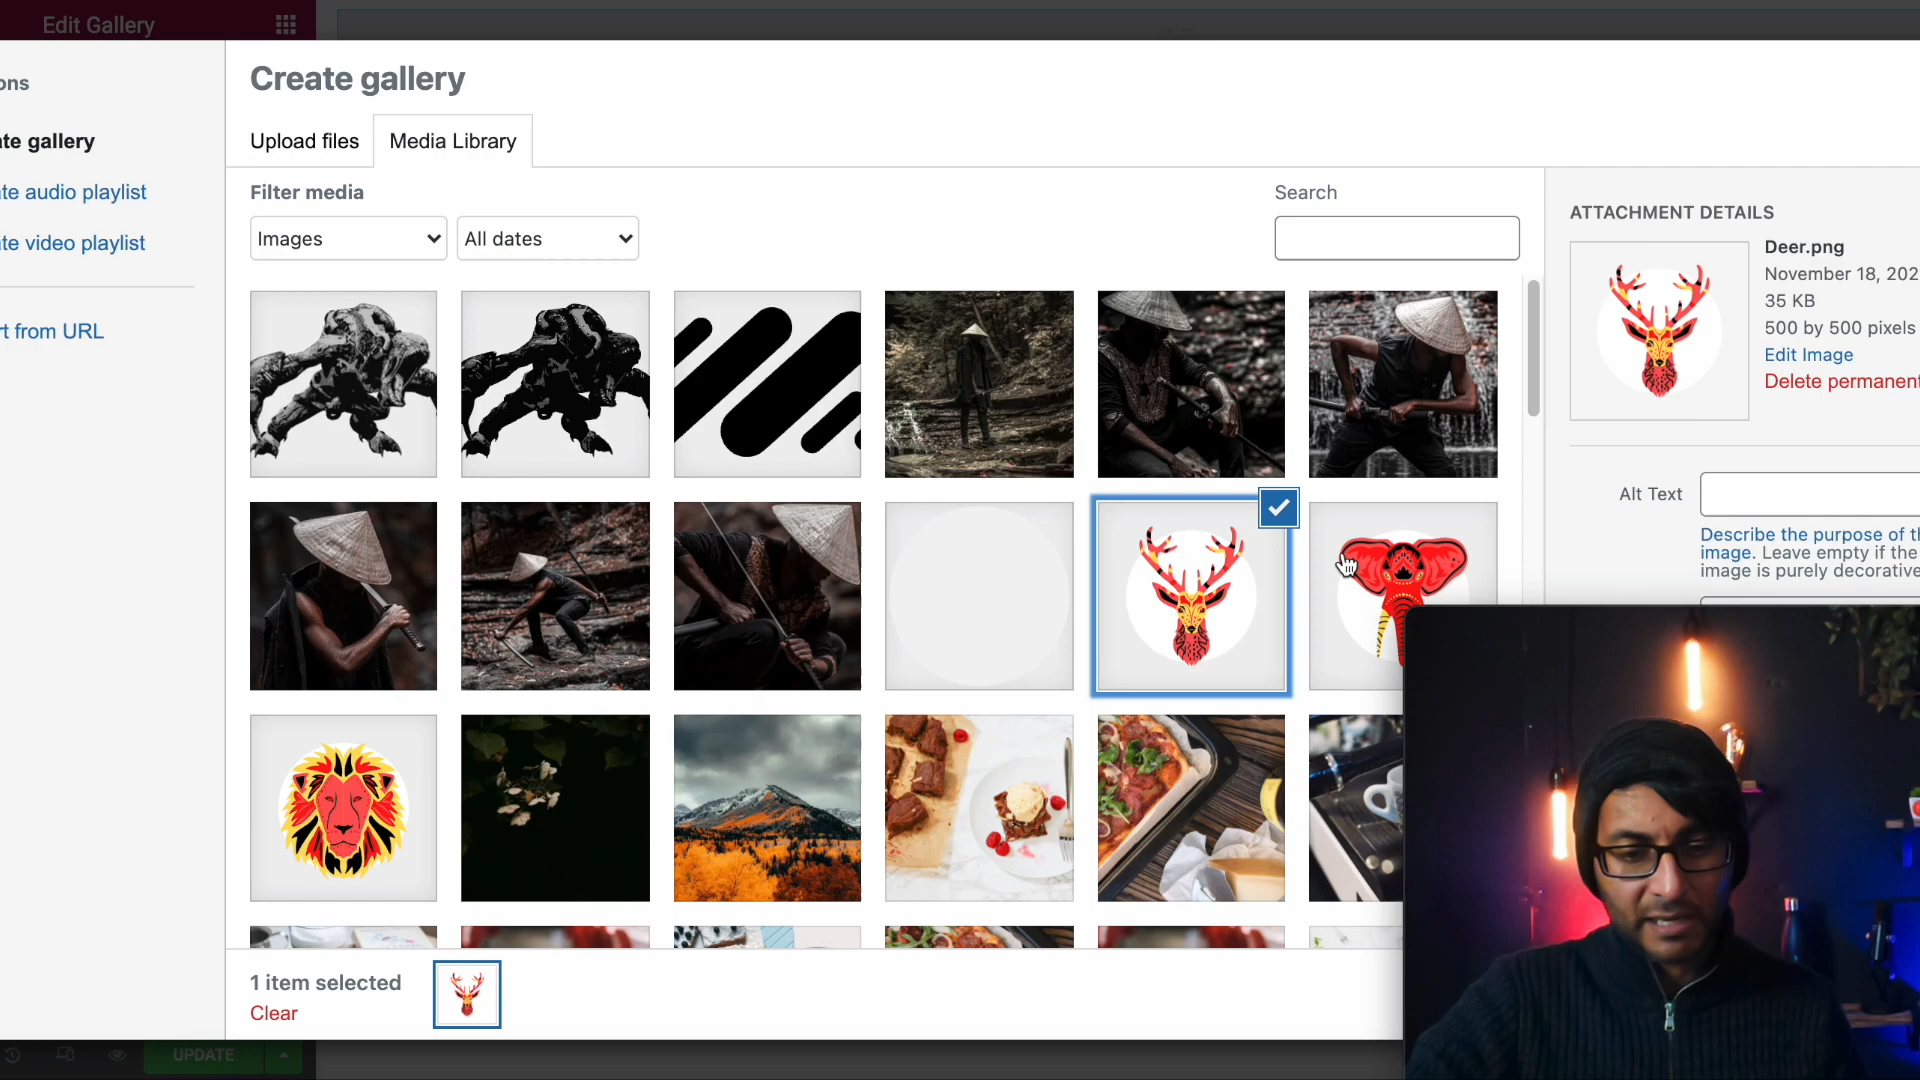 Edit Gallery
ons
Create gallery
ate gallery
Upload files
Media Library
te audio playlist
Filter media
Search
Images
All dates
te video playlist
ATTACHMENT DETAILS
Deer.png
November 18, 202
35 KB
500 by 500 pixels
Edit Image
Delete permanent
rt from URL
Alt Text
Describe the purpose of th
image. Leave empty if the
image is purely decorative
1 item selected
Clear
UPDATE